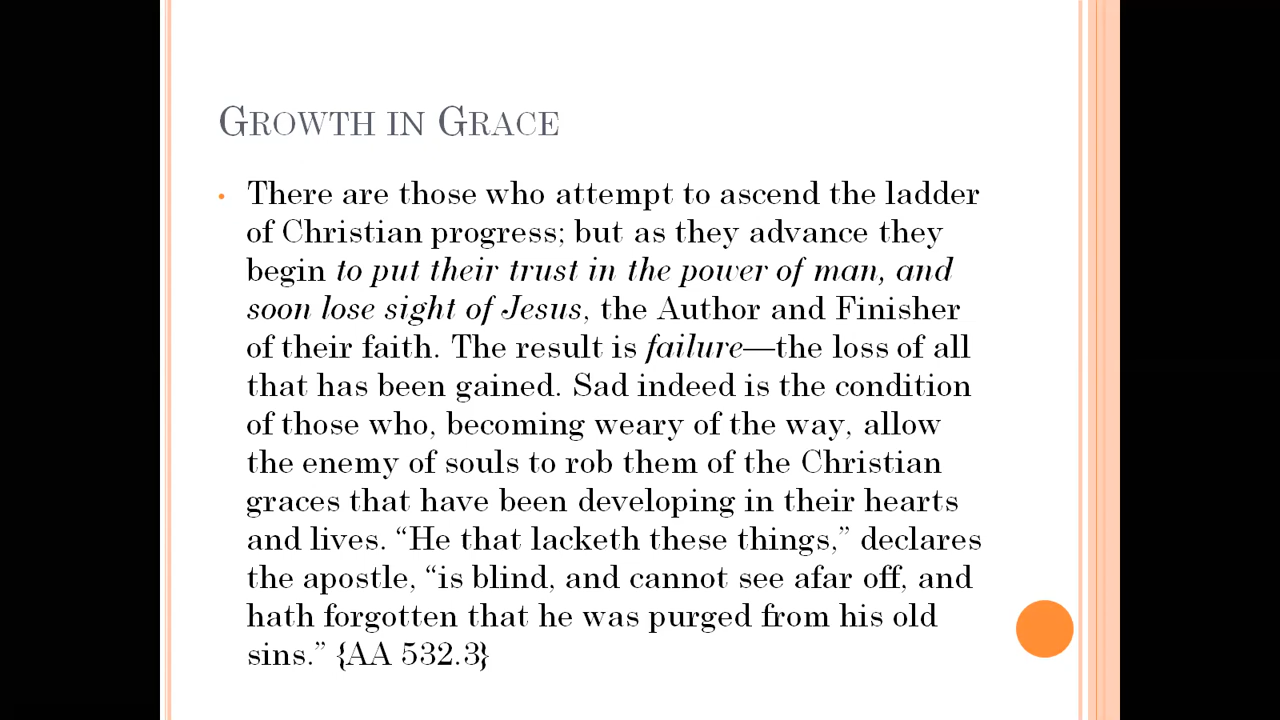 Growth in Grace
• There are those who attempt to ascend the ladder
of Christian progress; but as they advance they
begin to put their trust in the power of man, and
soon lose sight of Jesus, the Author and Finisher
of their faith. The result is failure—the loss of all
that has been gained. Sad indeed is the condition
of those who, becoming weary of the way, allow
the enemy of souls to rob them of the Christian
graces that have been developing in their hearts
and lives. “He that lacketh these things,” declares
the apostle, “is blind, and cannot see afar off, and
hath forgotten that he was purged from his old
sins.” {AA 532.3}